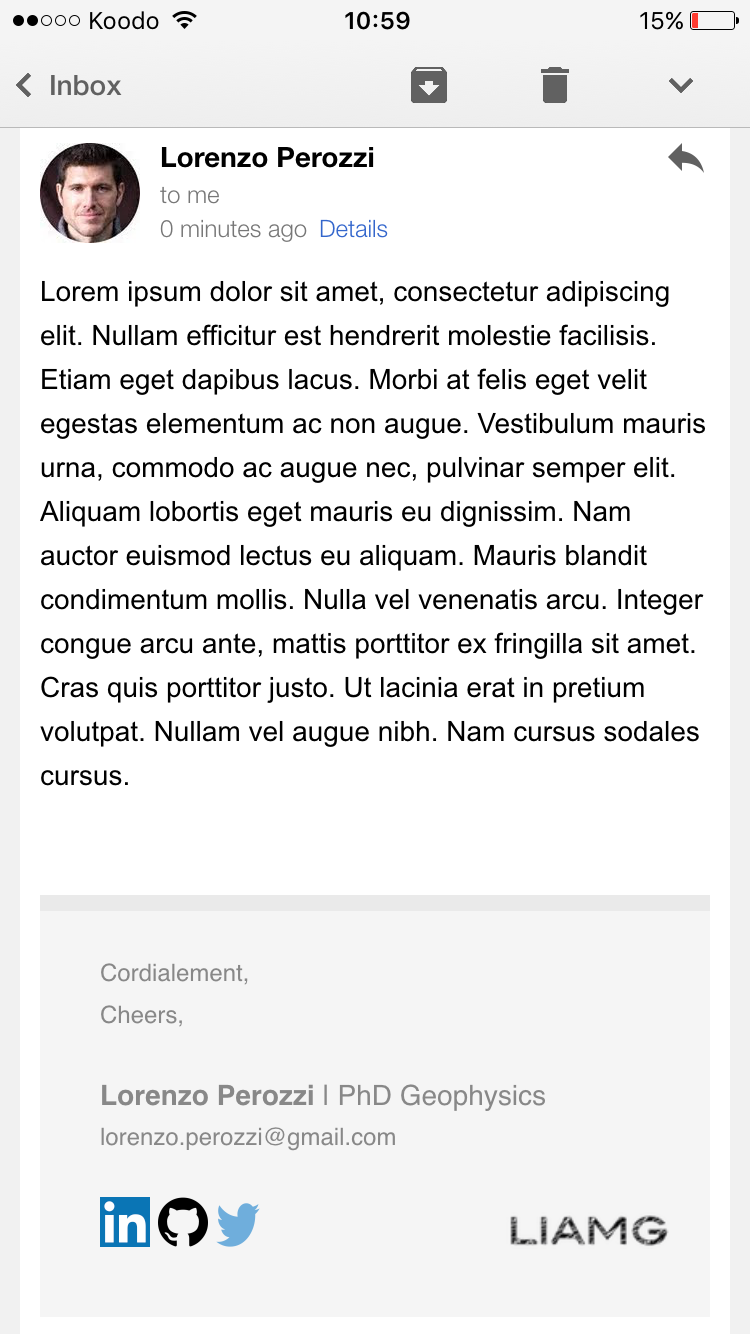 Koodo 10:59 15%
Inbox
Lorenzo Perozzi
to me
0 minutes ago Details
Lorem ipsum dolor sit amet, consectetur adipiscing
elit. Nullam efficitur est hendrerit molestie facilisis.
Etiam eget dapibus lacus. Morbi at felis eget velit
egestas elementum ac non augue. Vestibulum mauris
urna, commodo ac augue nec, pulvinar semper elit.
Aliquam lobortis eget mauris eu dignissim. Nam
auctor euismod lectus eu aliquam. Mauris blandit
condimentum mollis. Nulla vel venenatis arcu. Integer
congue arcu ante, mattis porttitor ex fringilla sit amet.
Cras quis porttitor justo. Ut lacinia erat in pretium
volutpat. Nullam vel augue nibh. Nam cursus sodales
cursus.
Cordialement,
Cheers,
Lorenzo Perozzi | PhD Geophysics
lorenzo.perozzi@gmail.com
in LIAMG